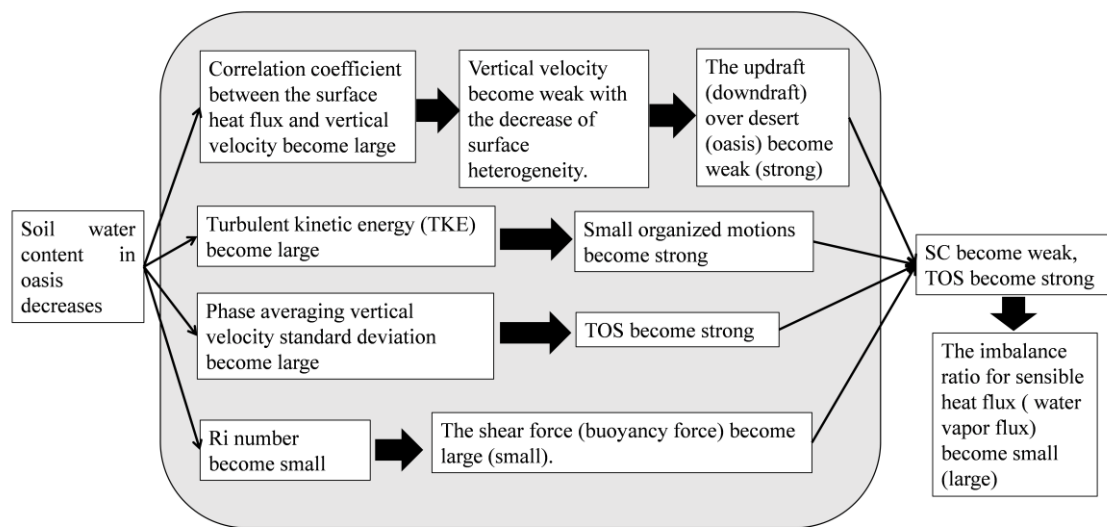 Soil water
content in
oasis
decreases
Correlation coefficient
between the surface
heat flux and vertical
velocity become large
Vertical velocity
become weak with
the decrease of
surface
heterogeneity.
The updraft
(downdraft)
over desert
(oasis) become
weak (strong)
Turbulent kinetic energy (TKE)
become large
Small organized motions
become strong
Phase averaging vertical
velocity standard deviation
become large
TOS become strong
Ri number
become small
The shear force (buoyancy force) become
large (small).
SC become weak,
TOS become strong
The imbalance
ratio for sensible
heat flux ( water
vapor flux)
become small
(large)